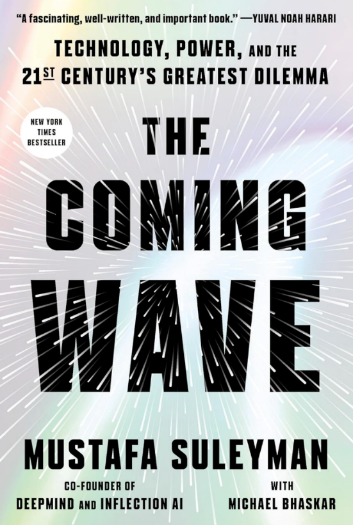 "A fascinating, well-written, and important book." —YUVAL NOAH HARARI
TECHNOLOGY, POWER, AND THE
21ST CENTURY'S GREATEST DILEMMA
NEW YORK
TIMES
BESTSELLER
THE
COMING
WAVE
MUSTAFA SULEYMAN
CO-FOUNDER OF
DEEPMIND AND INFLECTION AI
WITH
MICHAEL BHASKAR